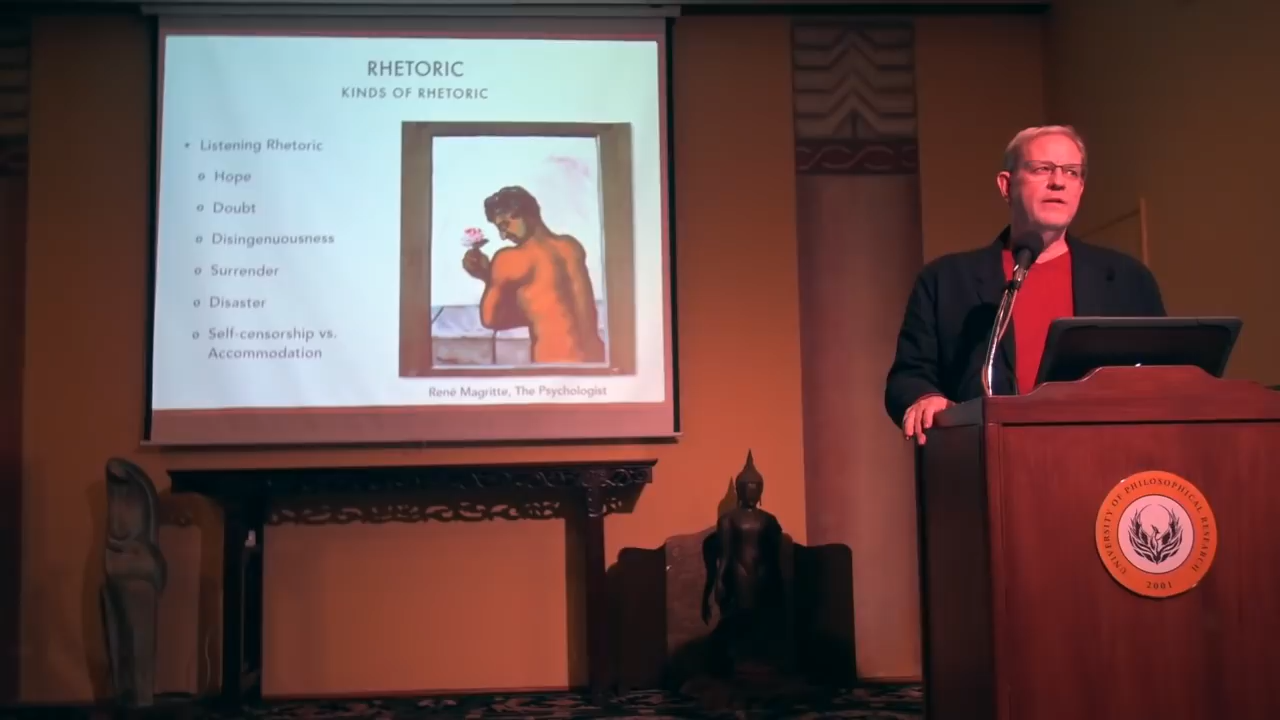 RHETORIC
KINDS OF RHETORIC
• Listening Rhetoric
o Hope
o Doubt
o Disingenuousness
o Surrender
o Disaster
o Self-censorship vs.
Accommodation
René Magritte, The Psychologist
UNIVERSITY OF PHILOSOPHICAL RESEARCH
2001